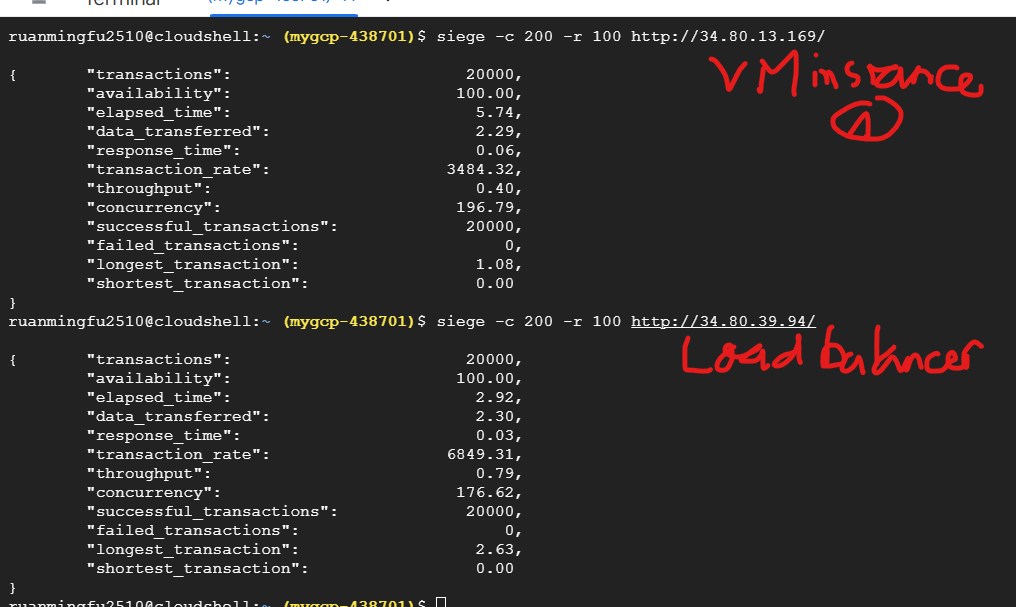 Terminal
ruanmingfu2510@cloudshell:~ (mygcp-438701)$ siege -c 200 -r 100 http://34.80.13.169/
VM instance
1
{ "transactions": 20000,
"availability": 100.00,
"elapsed_time": 5.74,
"data_transferred": 2.29,
"response_time": 0.06,
"transaction_rate": 3484.32,
"throughput": 0.40,
"concurrency": 196.79,
"successful_transactions": 20000,
"failed_transactions": 0,
"longest_transaction": 1.08,
"shortest_transaction": 0.00
}
ruanmingfu2510@cloudshell:~ (mygcp-438701)$ siege -c 200 -r 100 http://34.80.39.94/
Load balancer
{ "transactions": 20000,
"availability": 100.00,
"elapsed_time": 2.92,
"data_transferred": 2.30,
"response_time": 0.03,
"transaction_rate": 6849.31,
"throughput": 0.79,
"concurrency": 176.62,
"successful_transactions": 20000,
"failed_transactions": 0,
"longest_transaction": 2.63,
"shortest_transaction": 0.00
}
ruanmingfu2510@cloudshell:~ (mygcp-438701)$